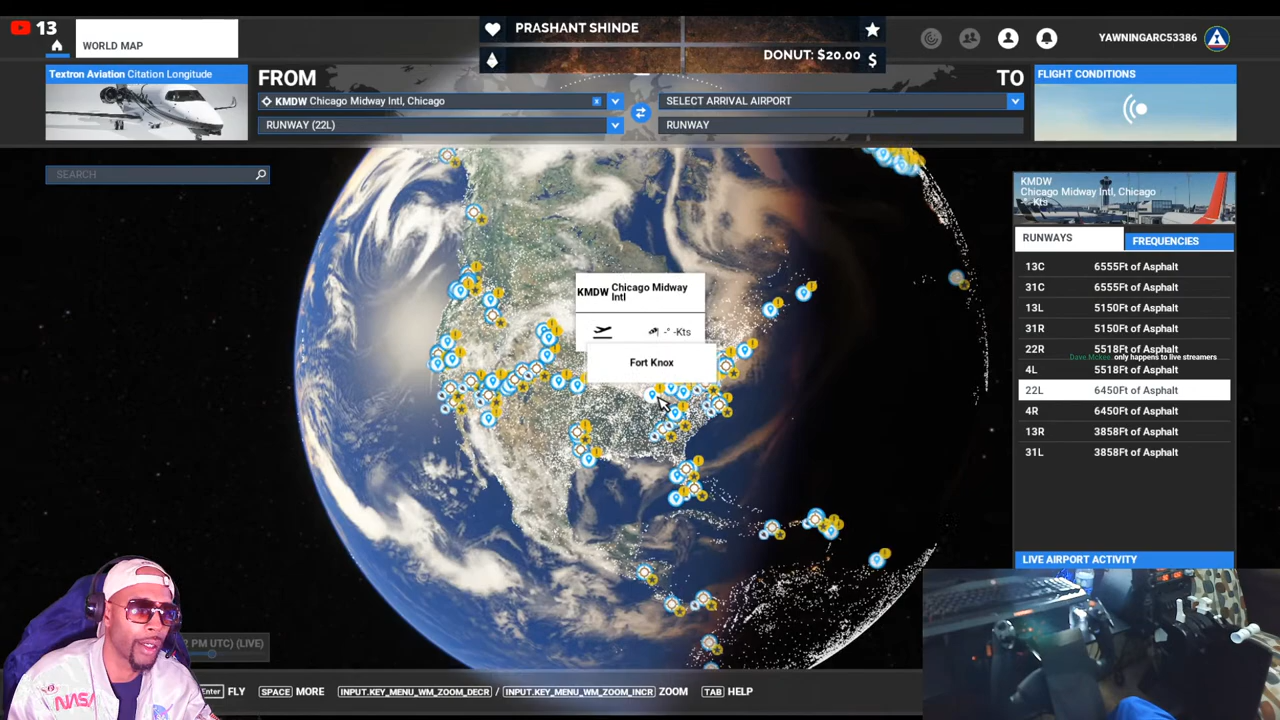 13
WORLD MAP
PRASHANT SHINDE
DONUT: $20.00 $
YAWNINGARC53386
Textron Aviation Citation Longitude
FROM
KMDW Chicago Midway Intl, Chicago
x
RUNWAY (22L)
TO
SELECT ARRIVAL AIRPORT
RUNWAY
FLIGHT CONDITIONS
SEARCH
KMDW Chicago Midway
Intl
-° -Kts
Fort Knox
KMDW
Chicago Midway Intl, Chicago
-° -Kts
RUNWAYS
FREQUENCIES
13C 6555Ft of Asphalt
31C 6555Ft of Asphalt
13L 5150Ft of Asphalt
31R 5150Ft of Asphalt
22R 5518Ft of Asphalt
Dave Mckee only happens to live streamers
4L 5518Ft of Asphalt
22L 6450Ft of Asphalt
4R 6450Ft of Asphalt
13R 3858Ft of Asphalt
31L 3858Ft of Asphalt
LIVE AIRPORT ACTIVITY
PM UTC) (LIVE)
NASA
Enter FLY SPACE MORE INPUT.KEY_MENU_WM_ZOOM_DECR / INPUT.KEY_MENU_WM_ZOOM_INCR ZOOM TAB HELP